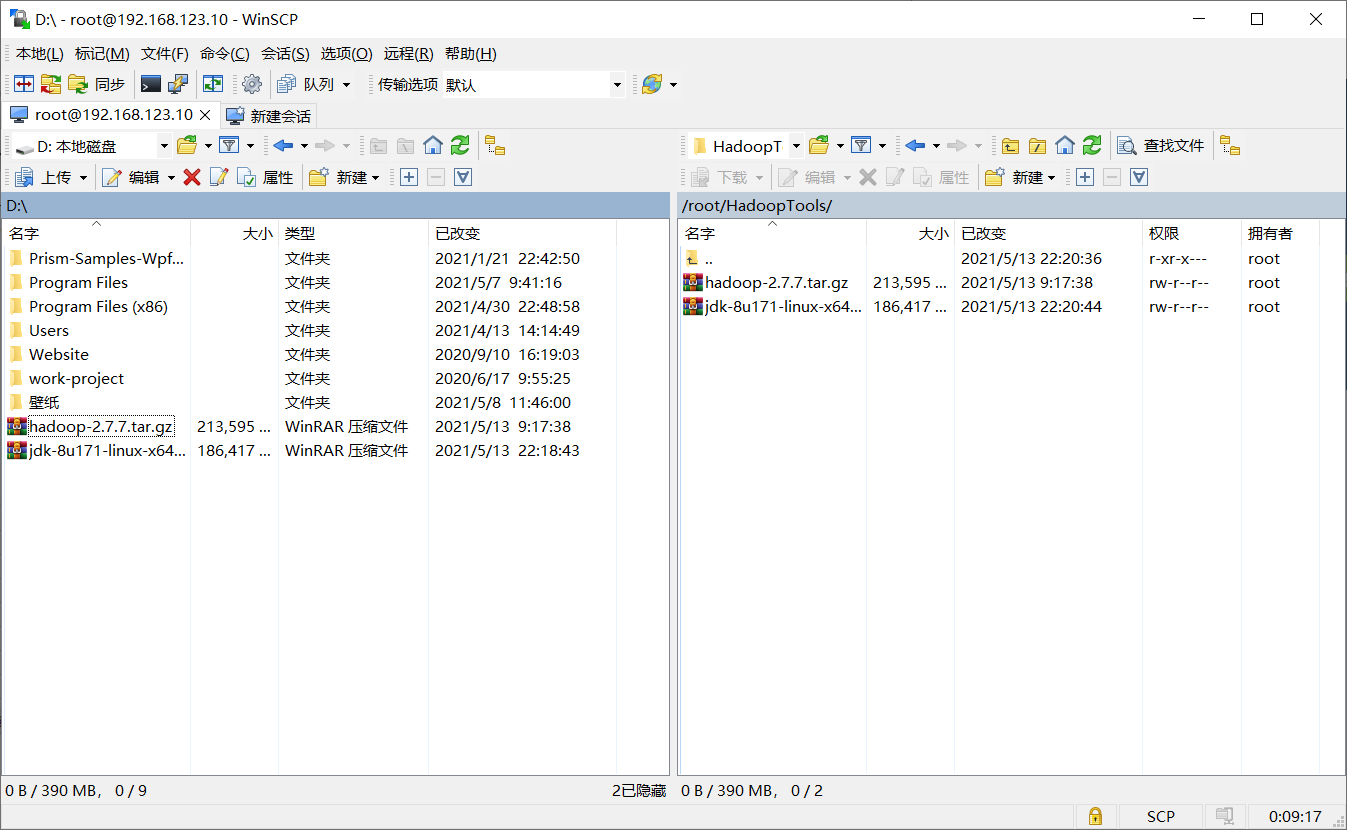 D:\ - root@192.168.123.10 - WinSCP
本地(L) 标记(M) 文件(F) 命令(C) 会话(S) 选项(O) 远程(R) 帮助(H)
同步 队列 传输选项 默认
root@192.168.123.10 新建会话
D: 本地磁盘 HadoopT 查找文件
上传 编辑 属性 新建 下载 编辑 属性 新建
D:\ /root/HadoopTools/
名字 大小 类型 已改变 名字 大小 已改变 权限 拥有者
Prism-Samples-Wpf... 文件夹 2021/1/21 22:42:50 .. 2021/5/13 22:20:36 r-xr-x--- root
Program Files 文件夹 2021/5/7 9:41:16 hadoop-2.7.7.tar.gz 213,595 ... 2021/5/13 9:17:38 rw-r--r-- root
Program Files (x86) 文件夹 2021/4/30 22:48:58 jdk-8u171-linux-x64... 186,417 ... 2021/5/13 22:20:44 rw-r--r-- root
Users 文件夹 2021/4/13 14:14:49
Website 文件夹 2020/9/10 16:19:03
work-project 文件夹 2020/6/17 9:55:25
壁纸 文件夹 2021/5/8 11:46:00
hadoop-2.7.7.tar.gz 213,595 ... WinRAR 压缩文件 2021/5/13 9:17:38
jdk-8u171-linux-x64... 186,417 ... WinRAR 压缩文件 2021/5/13 22:18:43
0 B / 390 MB， 0 / 9 2已隐藏 0 B / 390 MB， 0 / 2
SCP 0:09:17